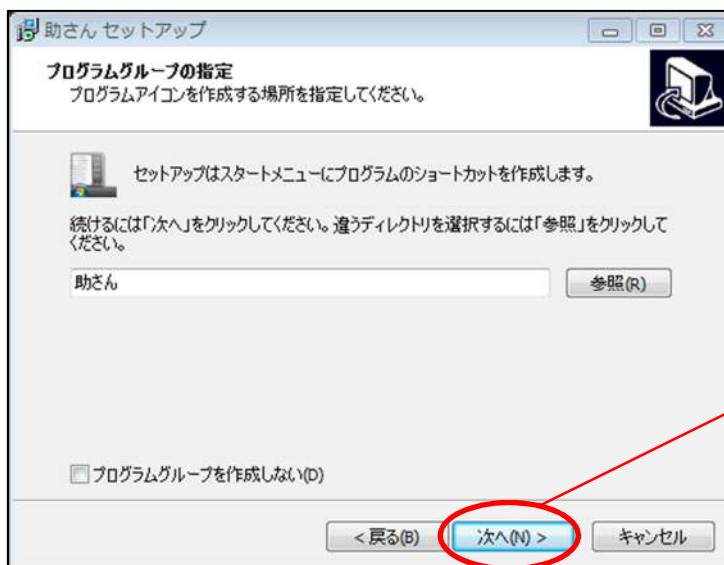 助さん セットアップ
プログラムグループの指定
プログラムアイコンを作成する場所を指定してください。
セットアップはスタートメニューにプログラムのショートカットを作成します。
続けるには「次へ」をクリックしてください。違うディレクトリを選択するには「参照」をクリックして
ください。
助さん
参照(R)
プログラムグループを作成しない(D)
< 戻る(B)
次へ(N) >
キャンセル